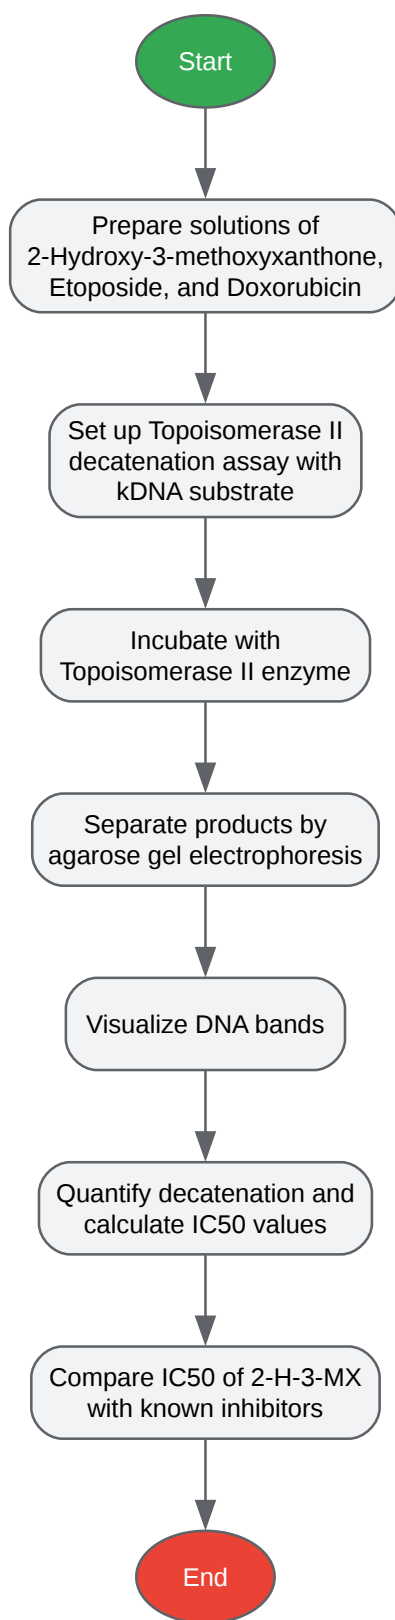 Start
Prepare solutions of
2-Hydroxy-3-methoxyxanthone,
Etoposide, and Doxorubicin
Set up Topoisomerase II
decatenation assay with
kDNA substrate
Incubate with
Topoisomerase II enzyme
Separate products by
agarose gel electrophoresis
Visualize DNA bands
Quantify decatenation and
calculate IC50 values
Compare IC50 of 2-H-3-MX
with known inhibitors
End